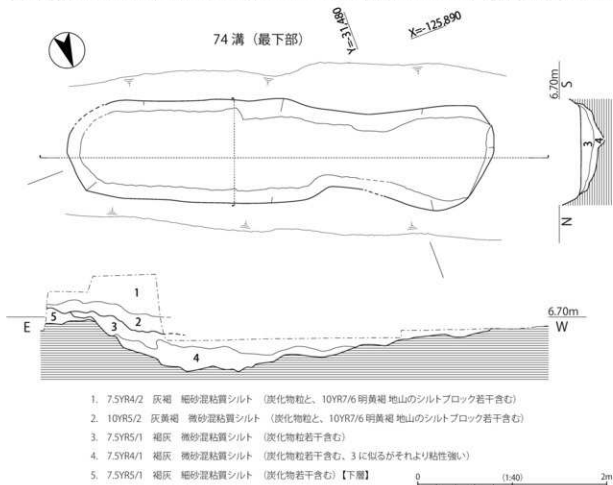 74 溝（最下部）
Y=-31,480
X=-125,890
6.70m
S
3
4
N
1
5
3
2
4
E
6.70m
W
1. 7.5YR4/2 灰褐 細砂混粘質シルト （炭化物粒と、10YR7/6 明黄褐 地山のシルトブロック若干含む）
2. 10YR5/2 灰黄褐 微砂混粘質シルト （炭化物粒と、10YR7/6 明黄褐 地山のシルトブロック若干含む）
3. 7.5YR5/1 褐灰 微砂混粘質シルト （炭化物粒若干含む）
4. 7.5YR4/1 褐灰 微砂混粘質シルト （炭化物粒若干含む、3 に似るがそれより粘性強い）
5. 7.5YR5/1 褐灰 細砂混粘質シルト （炭化物若干含む）【下層】
0 (1:40) 2m